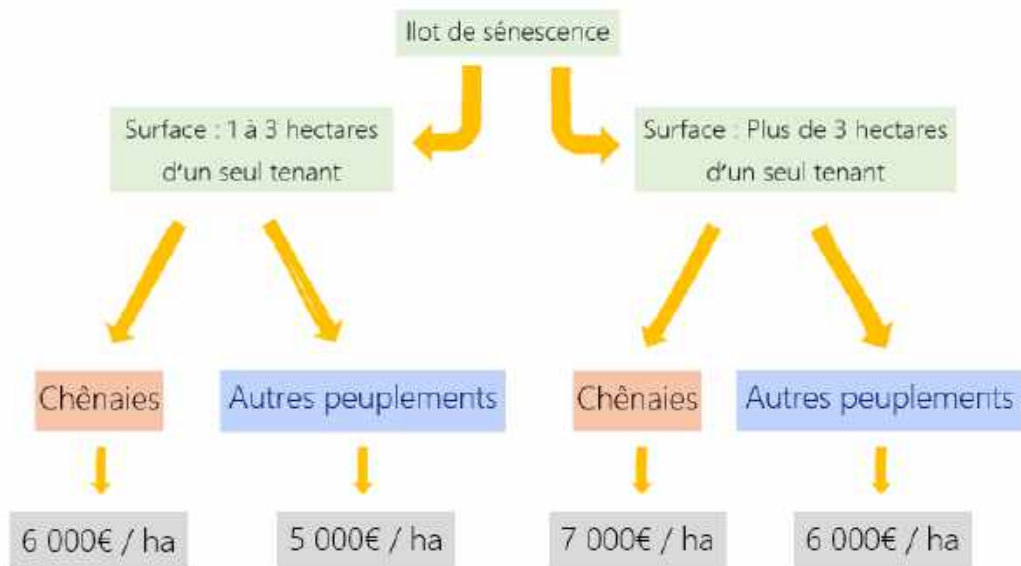 Ilot de sénescence
Surface : 1 à 3 hectares
d'un seul tenant
Surface : Plus de 3 hectares
d'un seul tenant
Chênaies
Autres peuplements
Chênaies
Autres peuplements
6 000€ / ha
5 000€ / ha
7 000€ / ha
6 000€ / ha